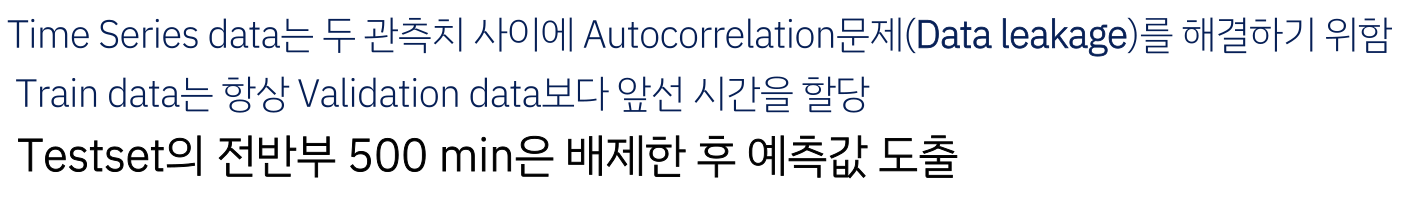 Time Series data는 두 관측치 사이에 Autocorrelation문제(Data leakage)를 해결하기 위함
Train data는 항상 Validation data보다 앞선 시간을 할당
Testset의 전반부 500 min은 배제한 후 예측값 도출